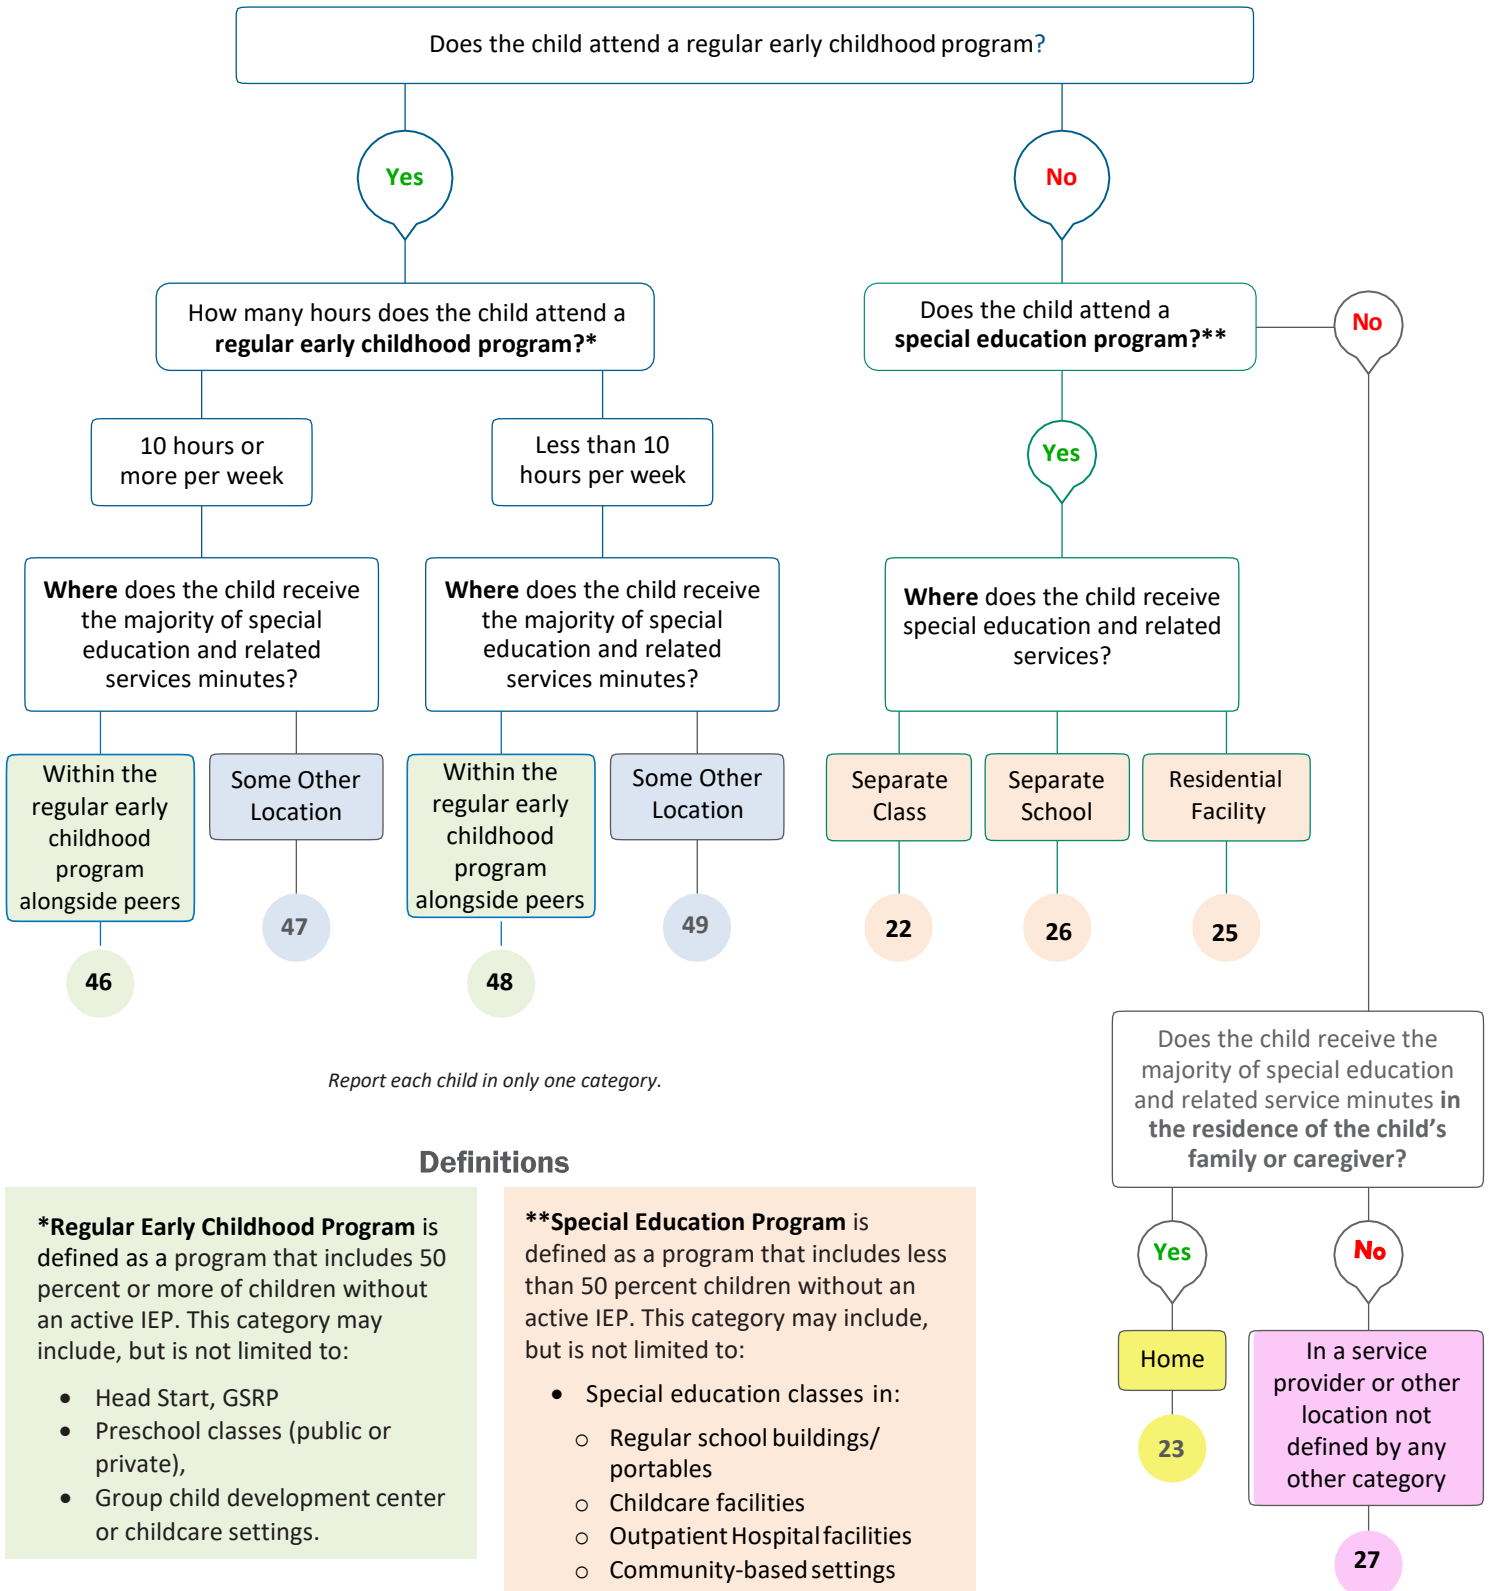 Does the child attend a regular early childhood program?
Yes
No
How many hours does the child attend a
regular early childhood program?*
Does the child attend a
special education program?**
No
10 hours or
more per week
Less than 10
hours per week
Yes
Where does the child receive
the majority of special
education and related
services minutes?
Where does the child receive
the majority of special
education and related
services minutes?
Where does the child receive
special education and related
services?
Within the
regular early
childhood
program
alongside peers
Some Other
Location
Within the
regular early
childhood
program
alongside peers
Some Other
Location
Separate
Class
Separate
School
Residential
Facility
46
47
48
49
22
26
25
Does the child receive the
majority of special education
and related service minutes in
the residence of the child’s
family or caregiver?
Yes
No
Home
In a service
provider or other
location not
defined by any
other category
23
27
Report each child in only one category.
Definitions
*Regular Early Childhood Program is
defined as a program that includes 50
percent or more of children without
an active IEP. This category may
include, but is not limited to:
• Head Start, GSRP
• Preschool classes (public or
private),
• Group child development center
or childcare settings.
**Special Education Program is
defined as a program that includes less
than 50 percent children without an
active IEP. This category may include,
but is not limited to:
• Special education classes in:
o Regular school buildings/
portables
o Childcare facilities
o Outpatient Hospital facilities
o Community-based settings